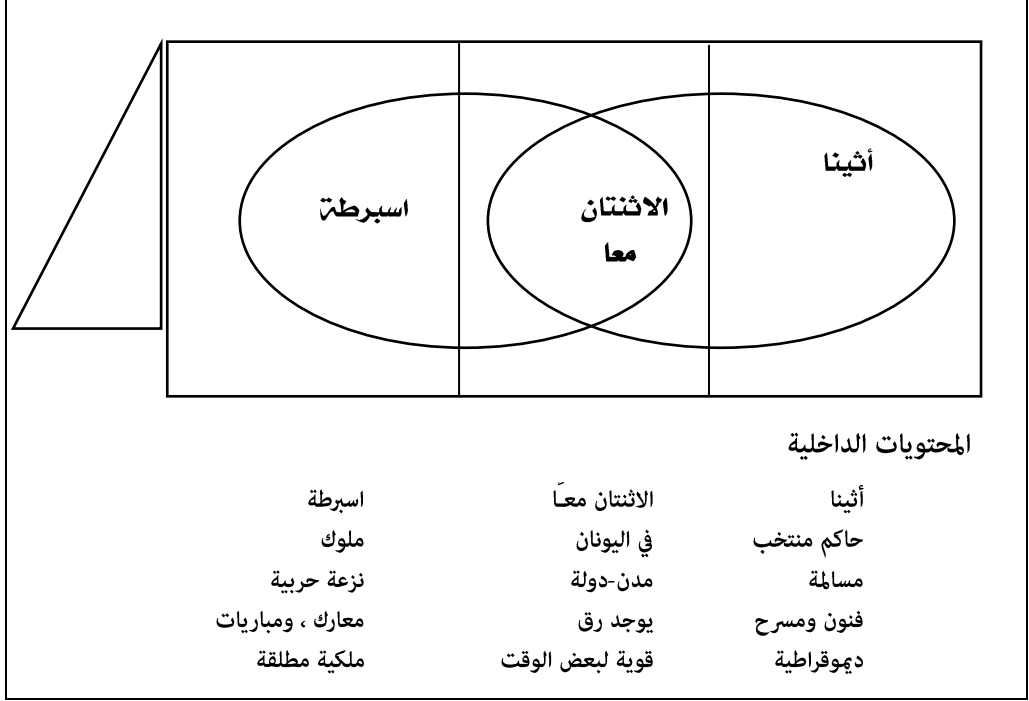 أثينا
الاثنتان
معا
اسبرطة
المحتويات الداخلية
أثينا الاثنتان معًا اسبرطة
حاكم منتخب في اليونان ملوك
مسالمة مدن-دولة نزعة حربية
فنون ومسرح يوجد رق معارك ، ومباريات
ديموقراطية قوية لبعض الوقت ملكية مطلقة